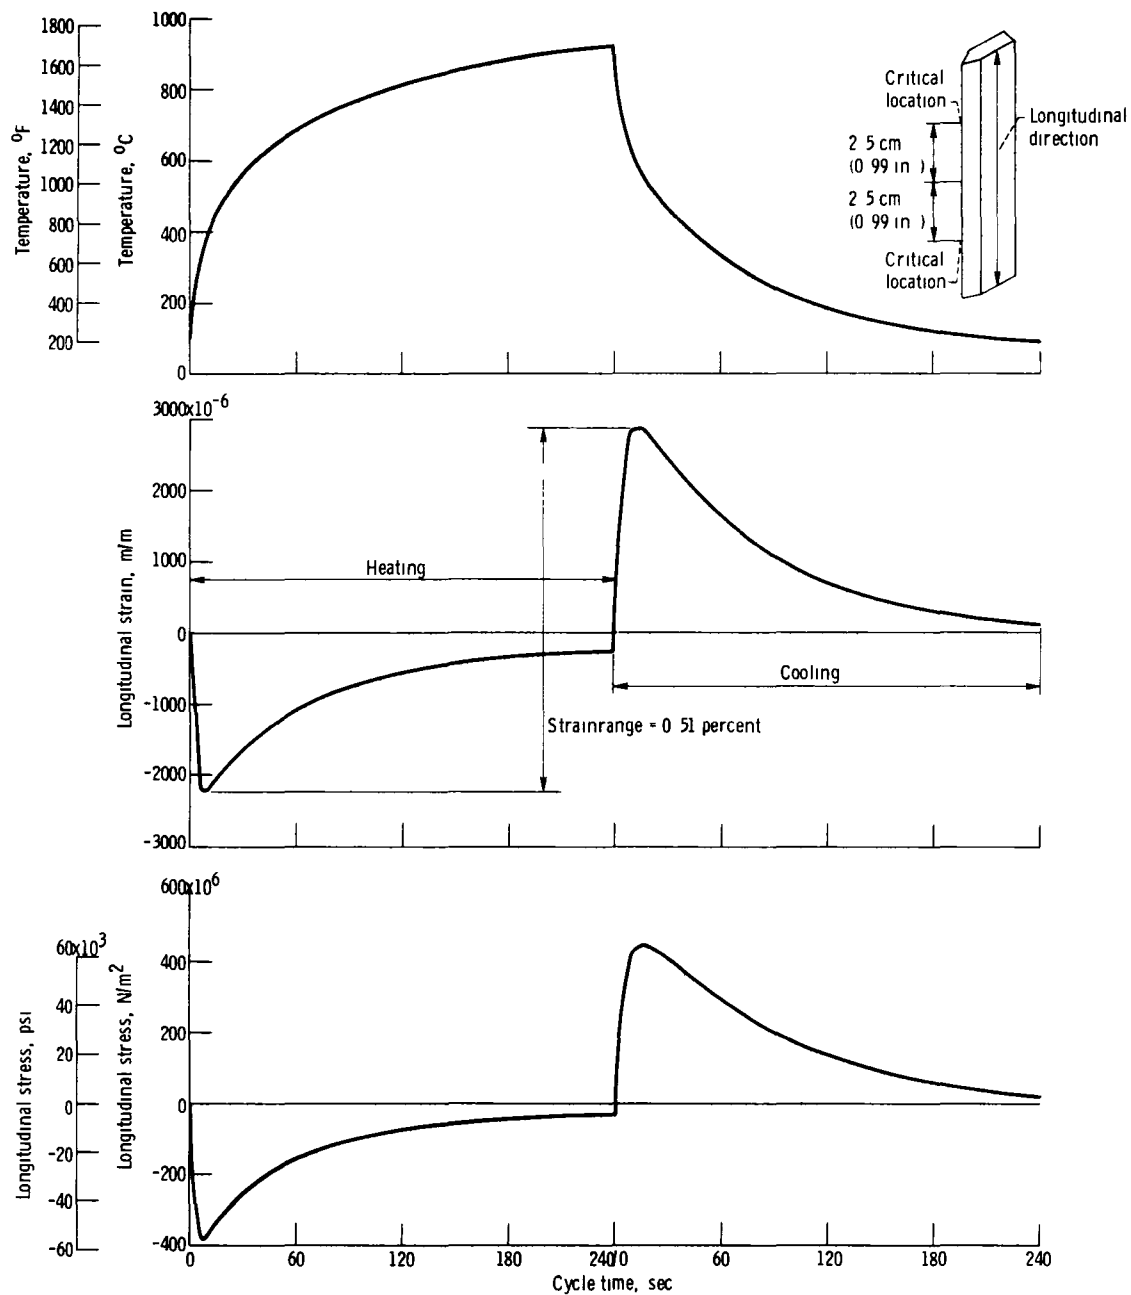 1800
1600
1400
1200
1000
800
600
400
200
Temperature, °F
1000
800
600
400
200
0
Temperature, °C
Critical
location
2 5 cm
(0 99 in )
2 5 cm
(0 99 in )
Critical
location
Longitudinal
direction
3000x10-6
2000
1000
0
-1000
-2000
-3000
Longitudinal strain, m/m
Heating
Cooling
Strainrange = 0 51 percent
60x103
40
20
0
-20
-40
-60
Longitudinal stress, psi
600x106
400
200
0
-200
-400
Longitudinal stress, N/m2
0 60 120 180 240/0 60 120 180 240
Cycle time, sec